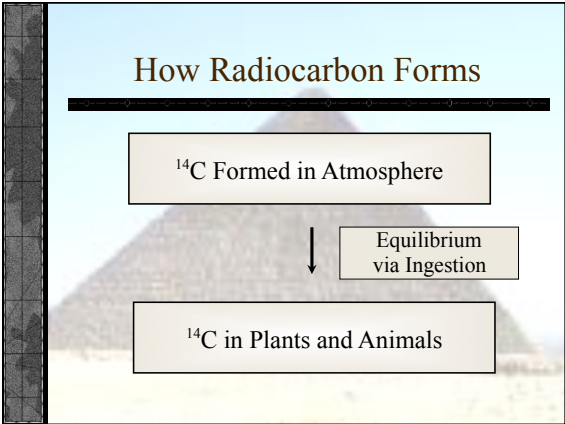 How Radiocarbon Forms
¹⁴C Formed in Atmosphere
Equilibrium
via Ingestion
¹⁴C in Plants and Animals